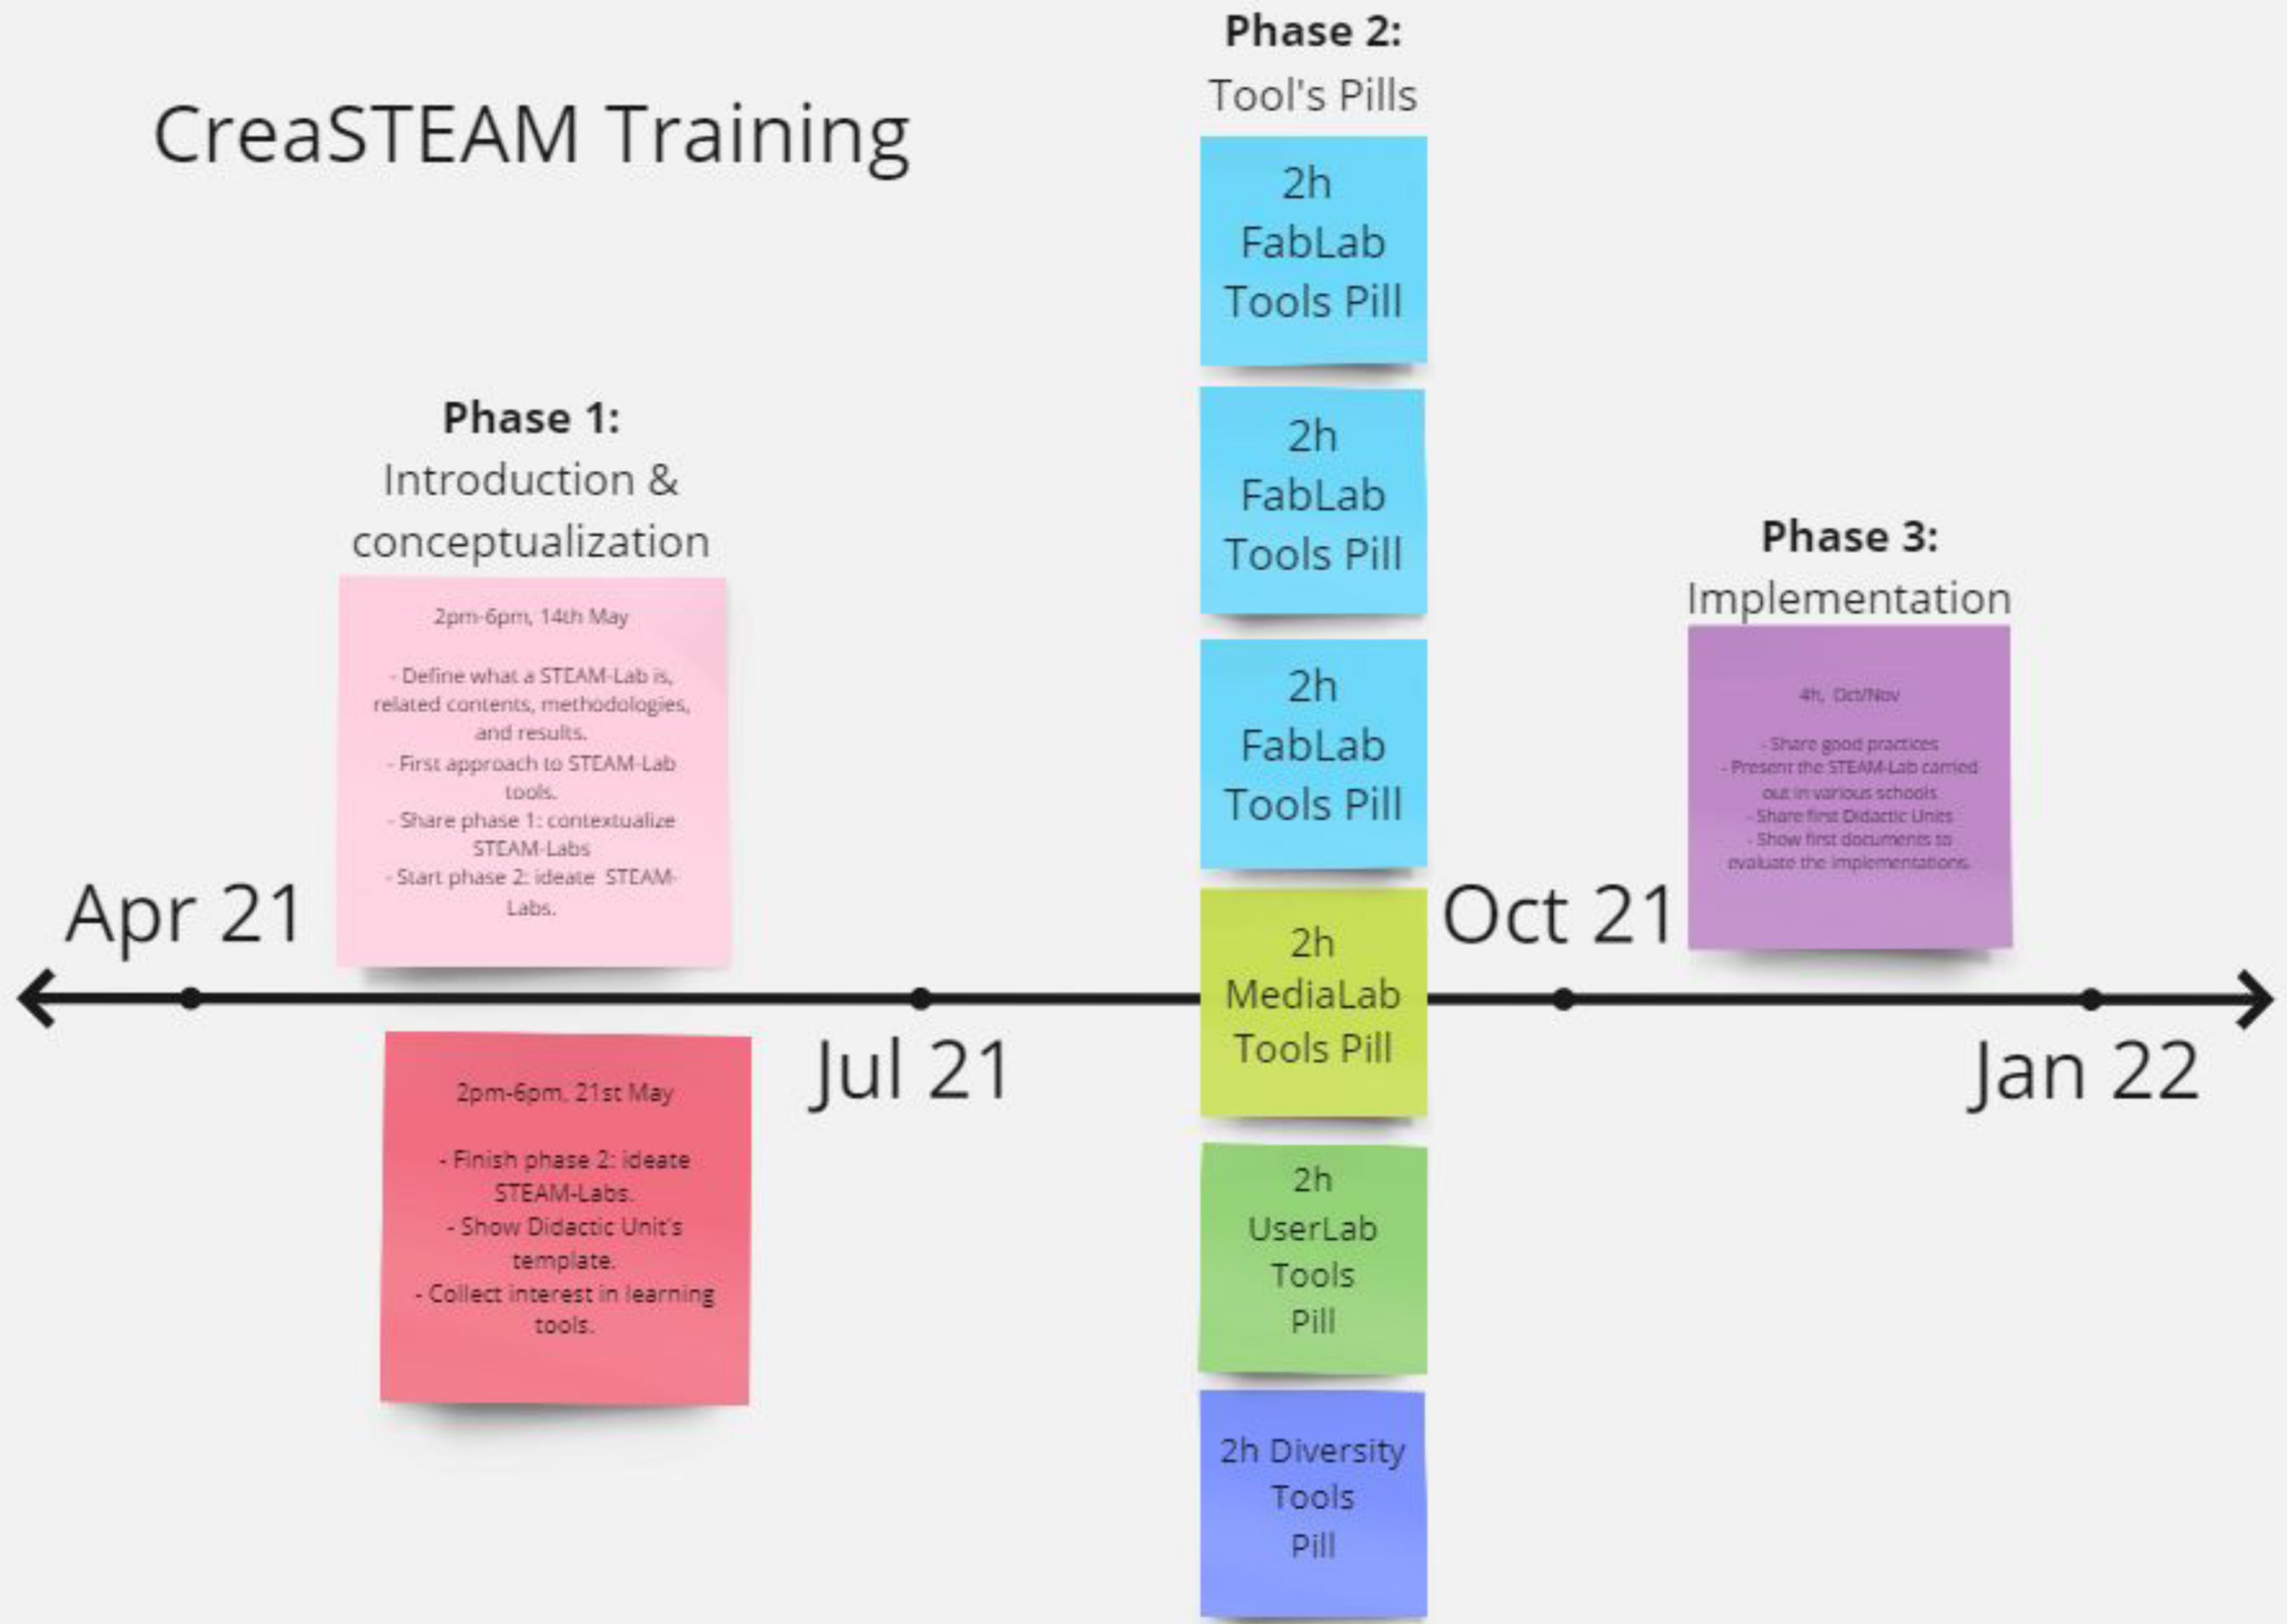 CreaSTEAM Training
Phase 1:
Introduction &
conceptualization
2pm-6pm, 14th May
- Define what a STEAM-Lab is,
related contents, methodologies,
and results.
- First approach to STEAM-Lab
tools.
- Share phase 1: contextualize
STEAM-Labs
- Start phase 2: ideate STEAM-
Labs.
2pm-6pm, 21st May
- Finish phase 2: ideate
STEAM-Labs.
- Show Didactic Unit's
template.
- Collect interest in learning
tools.
Phase 2:
Tool's Pills
2h
FabLab
Tools Pill
2h
FabLab
Tools Pill
2h
FabLab
Tools Pill
2h
MediaLab
Tools Pill
2h
UserLab
Tools
Pill
2h Diversity
Tools
Pill
Phase 3:
Implementation
4h, Oct/Nov
- Share good practices
- Present the STEAM-Lab carried
out in various schools
- Share first Didactic Units
- Show first documents to
evaluate the implementations.
Apr 21
Jul 21
Oct 21
Jan 22